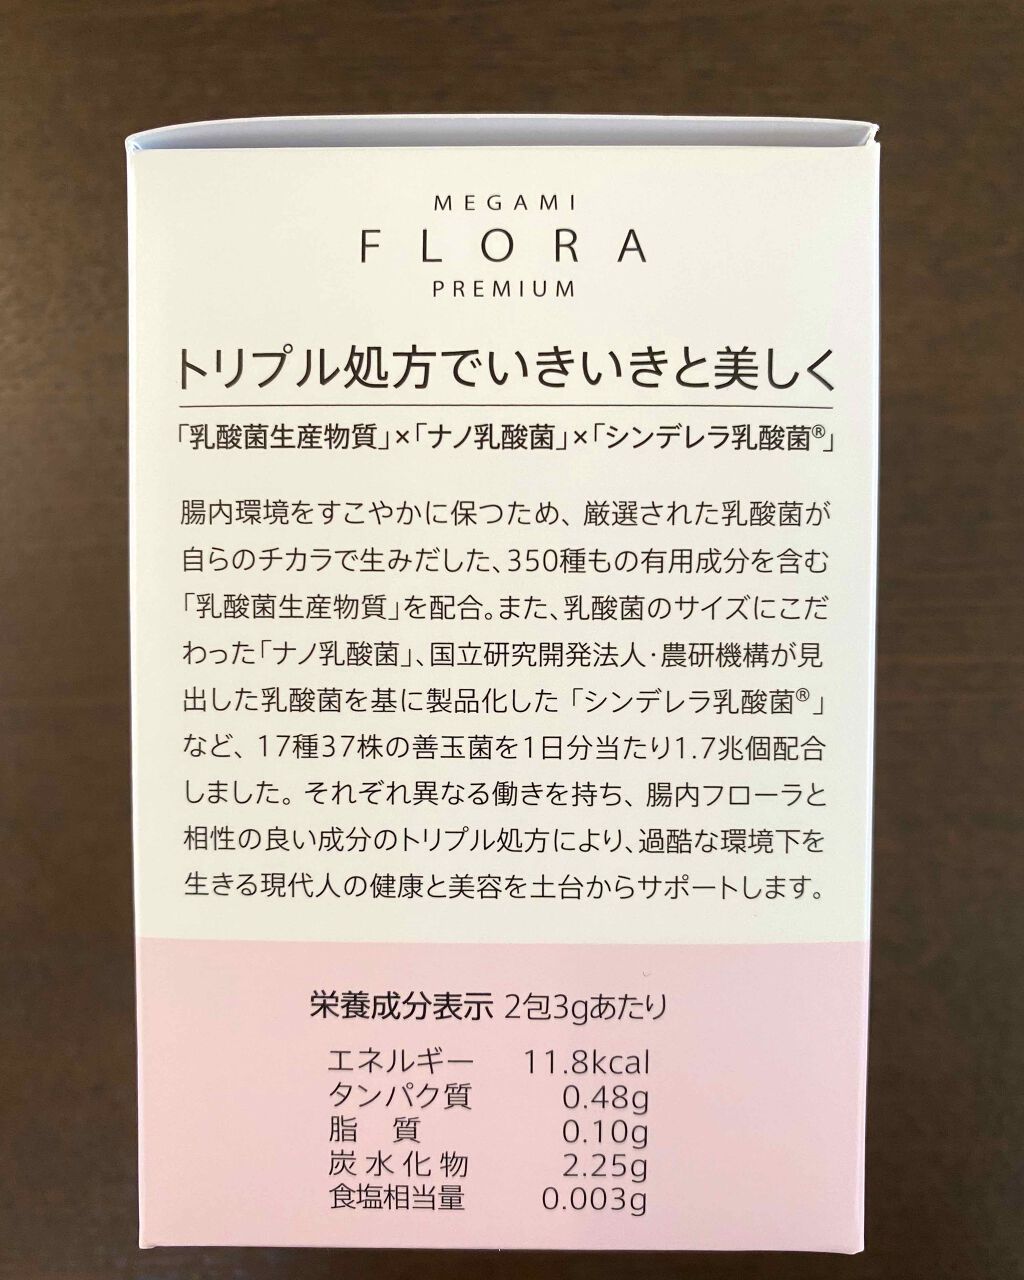 MEGAMI
FLORA
PREMIUM
トリプル処方でいきいきと美しく
「乳酸菌生産物質」×「ナノ乳酸菌」×「シンデレラ乳酸菌®」
腸内環境をすこやかに保つため、厳選された乳酸菌が
自らのチカラで生みだした、350種もの有用成分を含む
「乳酸菌生産物質」を配合。また、乳酸菌のサイズにこだ
わった「ナノ乳酸菌」、国立研究開発法人・農研機構が見
出した乳酸菌を基に製品化した「シンデレラ乳酸菌®」
など、17種37株の善玉菌を1日分当たり1.7兆個配合
しました。それぞれ異なる働きを持ち、腸内フローラと
相性の良い成分のトリプル処方により、過酷な環境下を
生きる現代人の健康と美容を土台からサポートします。
栄養成分表示 2包3gあたり
エネルギー 11.8kcal
タンパク質 0.48g
脂質 0.10g
炭水化物 2.25g
食塩相当量 0.003g